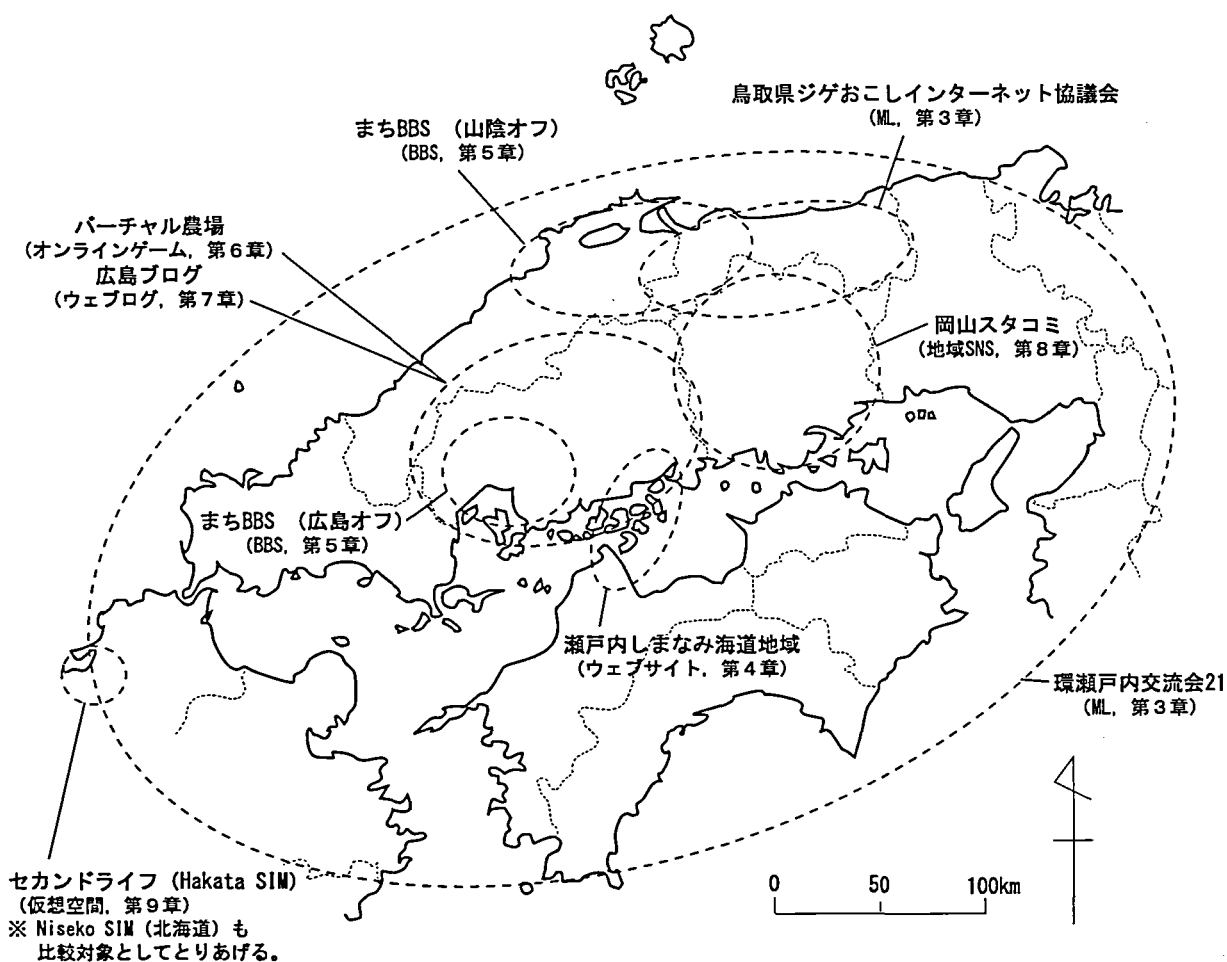 鳥取県ジゲおこしインターネット協議会
(ML, 第3章)
まちBBS (山陰オフ)
(BBS, 第5章)
バーチャル農場
(オンラインゲーム, 第6章)
広島ブログ
(ウェブログ, 第7章)
岡山スタコミ
(地域SNS, 第8章)
まちBBS (広島オフ)
(BBS, 第5章)
瀬戸内しまなみ海道地域
(ウェブサイト, 第4章)
環瀬戸内交流会21
(ML, 第3章)
セカンドライフ (Hakata SIM)
(仮想空間, 第9章)
※ Niseko SIM (北海道) も
比較対象としてとりあげる。
0 50 100km